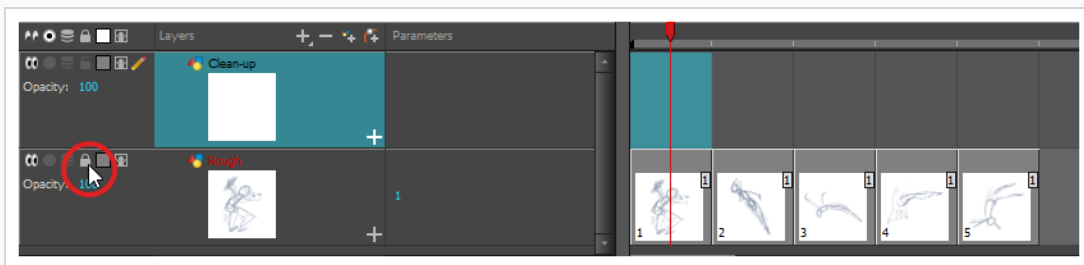 Layers
Parameters
Clean-up
Opacity: 100
Rough
Opacity: 100
1
1 1
2 1
3 1
4 1
5 1